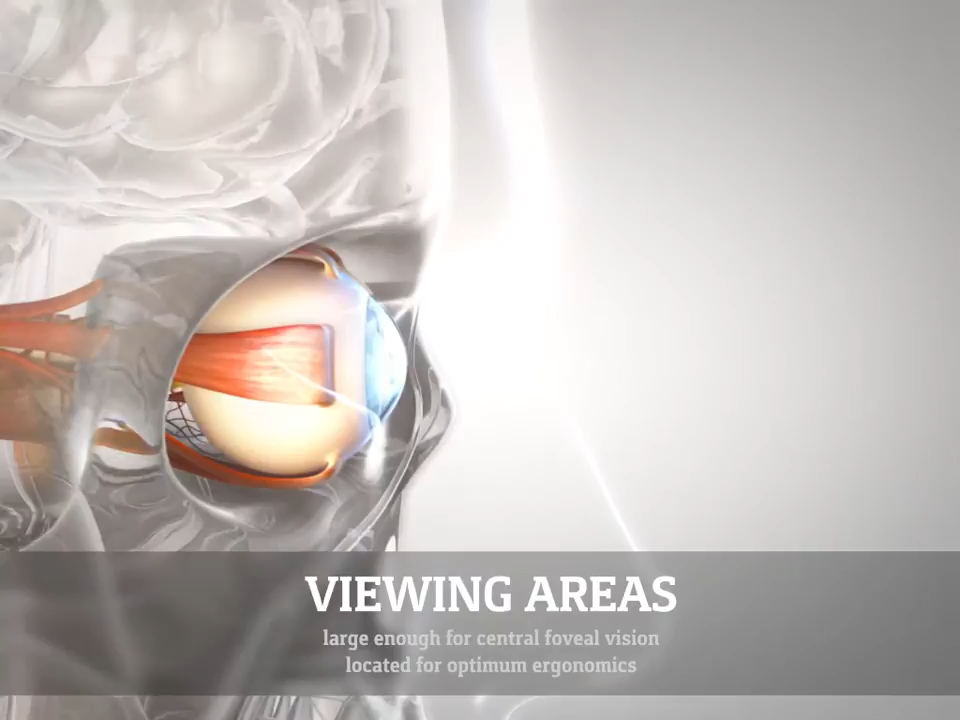 VIEWING AREAS
large enough for central foveal vision
located for optimum ergonomics